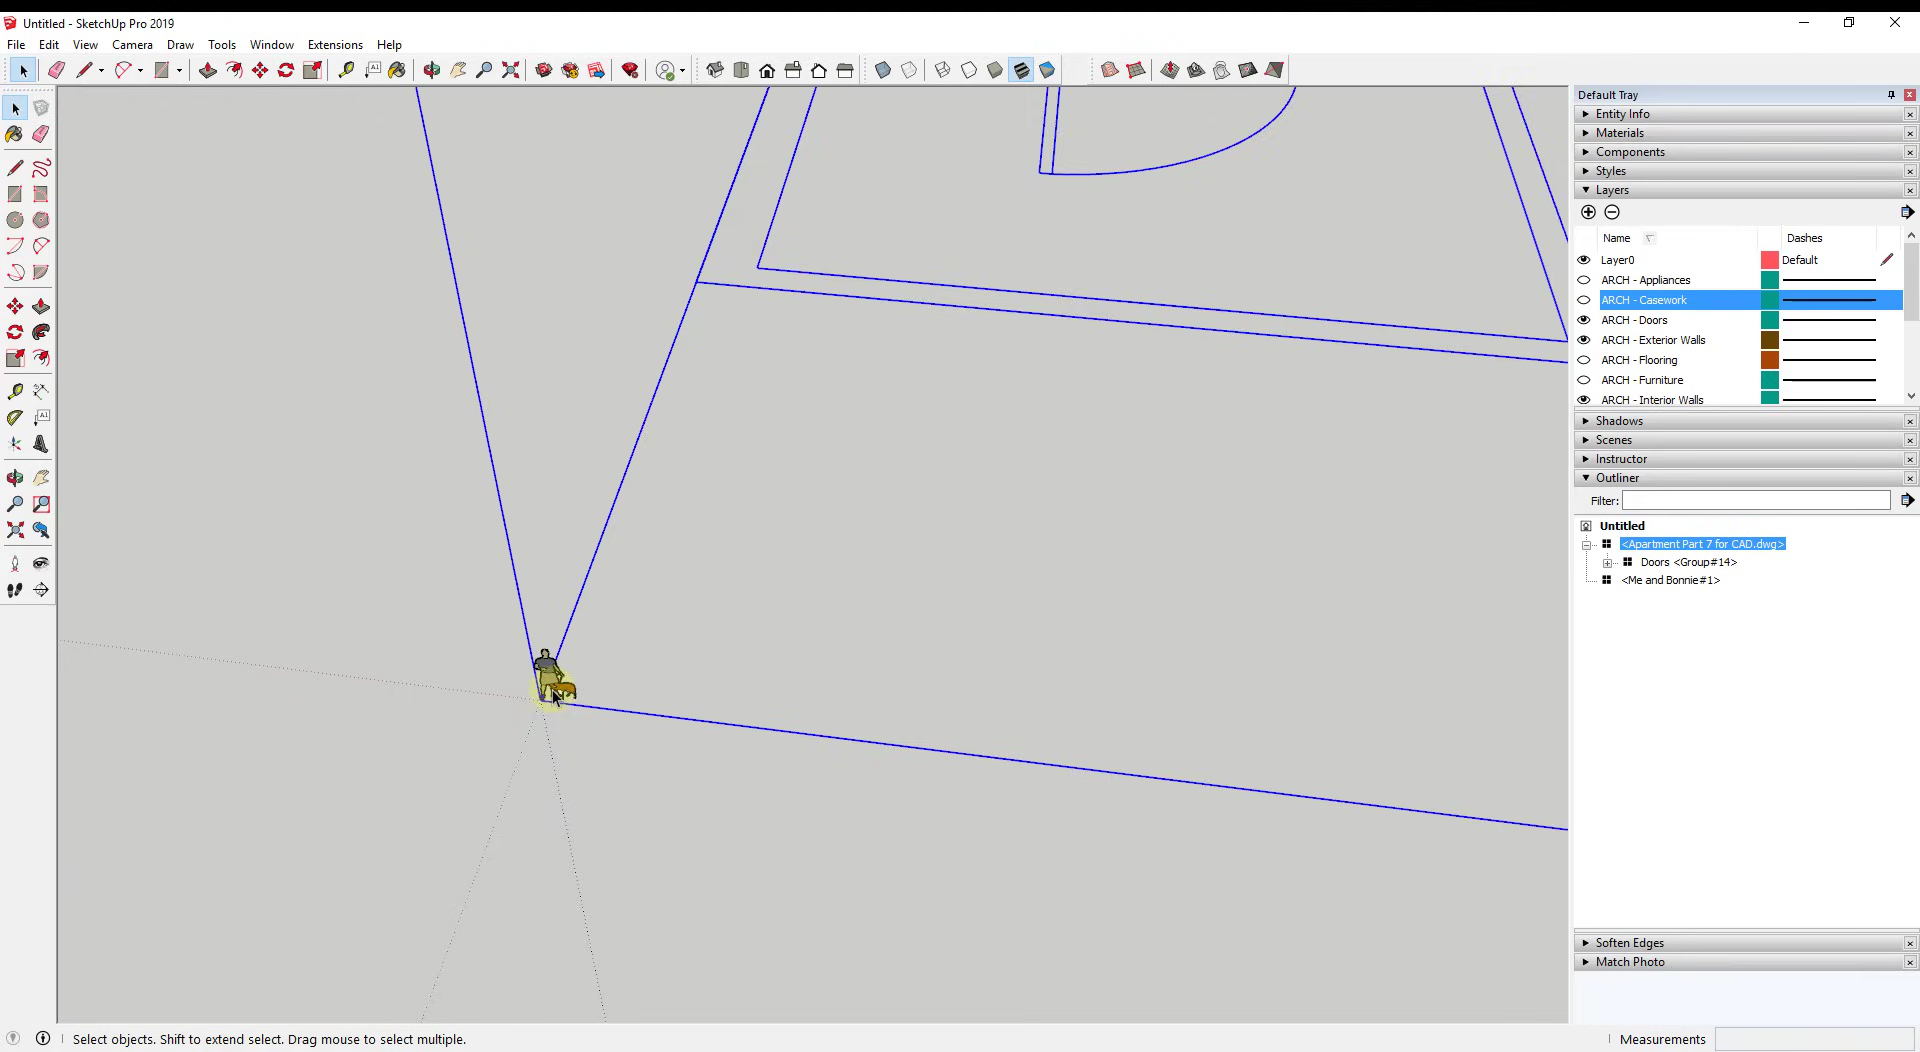 Untitled - SketchUp Pro 2019
File Edit View Camera Draw Tools Window Extensions Help
Default Tray
Entity Info
Materials
Components
Styles
Layers
Name Dashes
Layer0 Default
ARCH - Appliances
ARCH - Casework
ARCH - Doors
ARCH - Exterior Walls
ARCH - Flooring
ARCH - Furniture
ARCH - Interior Walls
Shadows
Scenes
Instructor
Outliner
Filter:
Untitled
<Apartment Part 7 for CAD.dwg>
Doors <Group#14>
<Me and Bonnie#1>
Soften Edges
Match Photo
Select objects. Shift to extend select. Drag mouse to select multiple.
Measurements